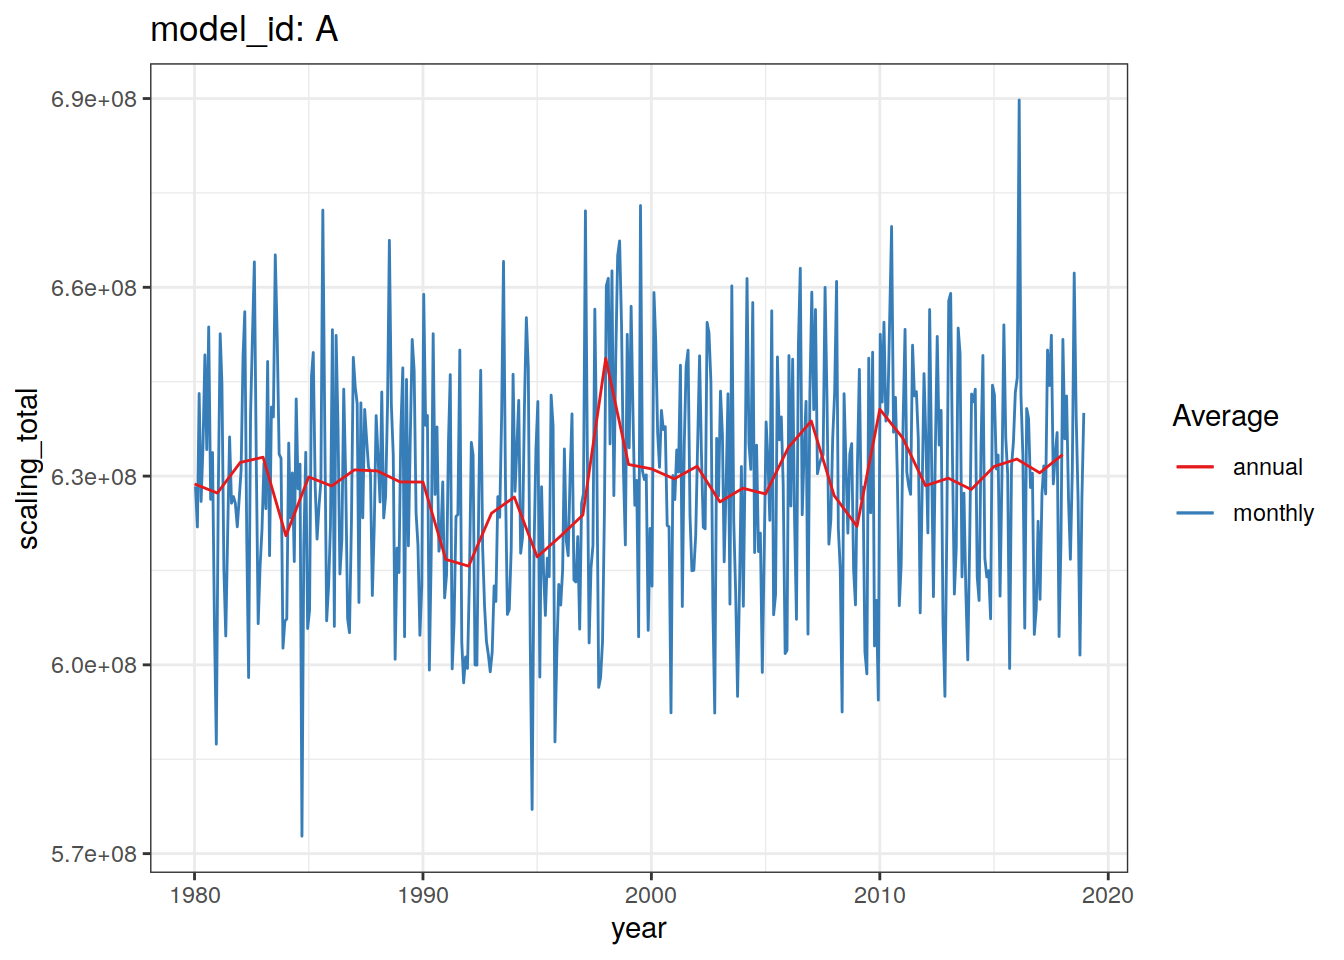 model_id: A
6.9e+08
6.6e+08
6.3e+08
6.0e+08
5.7e+08
scaling_total
1980 1990 2000 2010 2020
year
Average
annual
monthly